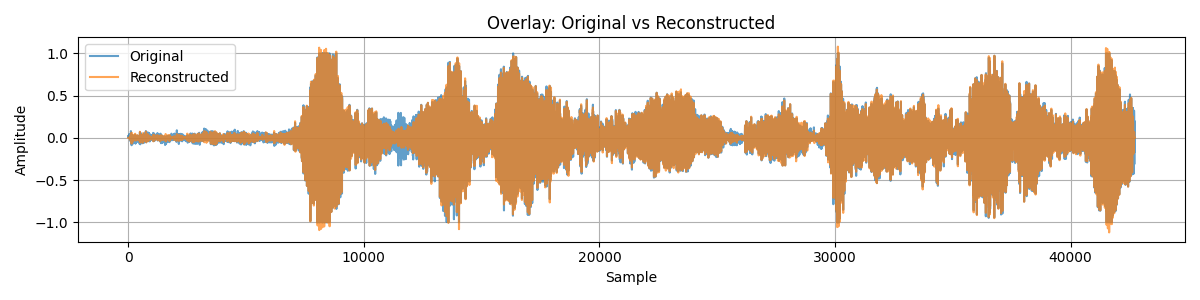 Overlay: Original vs Reconstructed
Original
Reconstructed
1.0
0.5
0.0
−0.5
−1.0
Amplitude
0 10000 20000 30000 40000
Sample